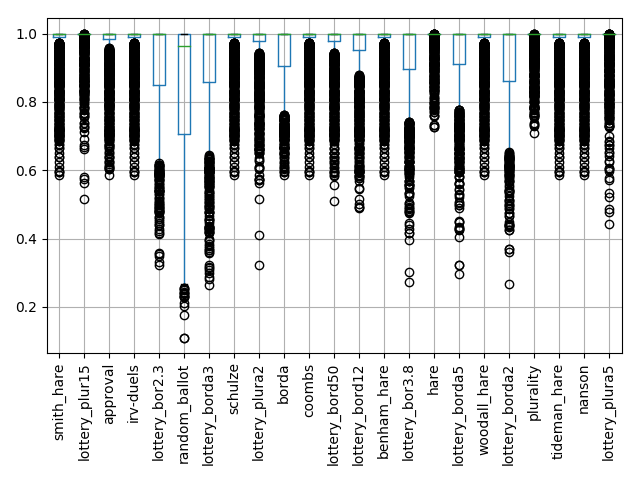 1.0
0.8
0.6
0.4
0.2
smith_hare
lottery_plur15
approval
irv-duels
lottery_bor2.3
random_ballot
lottery_borda3
schulze
lottery_plura2
borda
coombs
lottery_bord50
lottery_bord12
benham_hare
lottery_bor3.8
hare
lottery_borda5
woodall_hare
lottery_borda2
plurality
tideman_hare
nanson
lottery_plura5